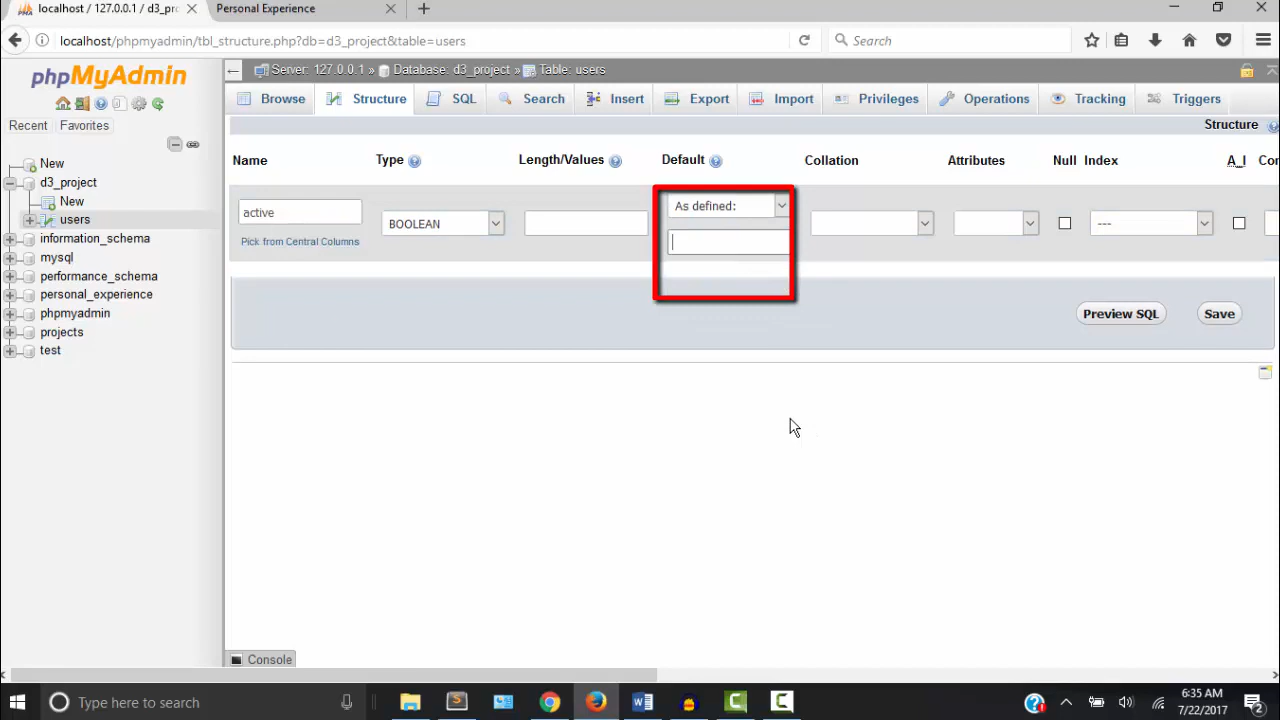 localhost / 127.0.0.1 / d3_prc
Personal Experience
localhost/phpmyadmin/tbl_structure.php?db=d3_project&table=users
Search
phpMyAdmin
Recent
Favorites
New
d3_project
New
users
information_schema
mysql
performance_schema
personal_experience
phpmyadmin
projects
test
Server: 127.0.0.1 » Database: d3_project » Table: users
Browse
Structure
SQL
Search
Insert
Export
Import
Privileges
Operations
Tracking
Triggers
Structure
Name
Type
Length/Values
Default
Collation
Attributes
Null
Index
A_I
Cor
active
Pick from Central Columns
BOOLEAN
As defined:
---
Preview SQL
Save
Console
Type here to search
6:35 AM
7/22/2017
2